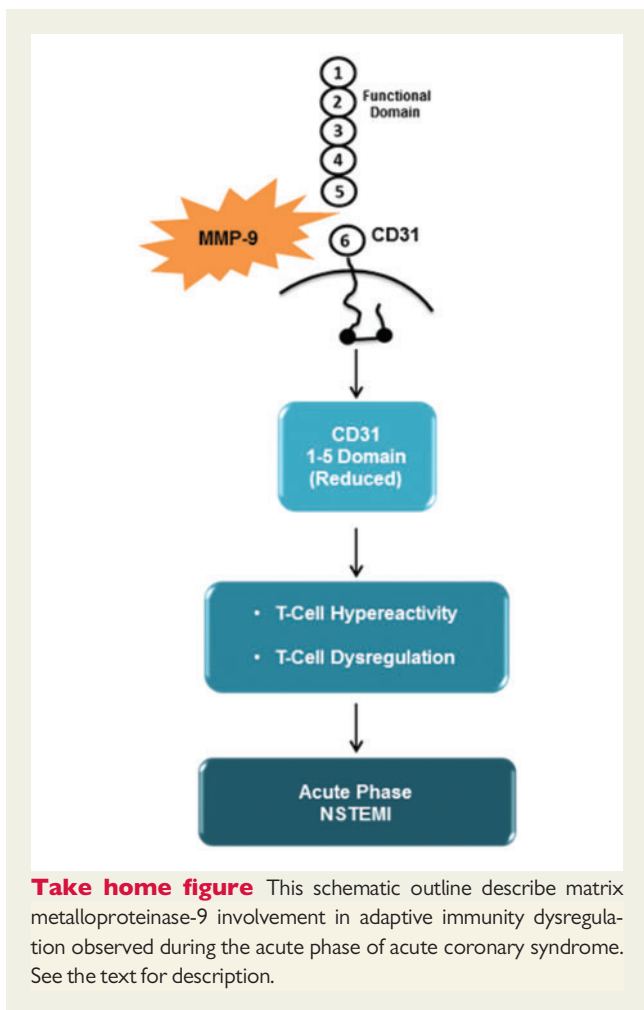 1
2
Functional
Domain
3
4
5
MMP-9
6
CD31
CD31
1-5 Domain
(Reduced)
• T-Cell Hypereactivity
• T-Cell Dysregulation
Acute Phase
NSTEMI
Take home figure This schematic outline describe matrix
metalloproteinase-9 involvement in adaptive immunity dysregula-
tion observed during the acute phase of acute coronary syndrome.
See the text for description.